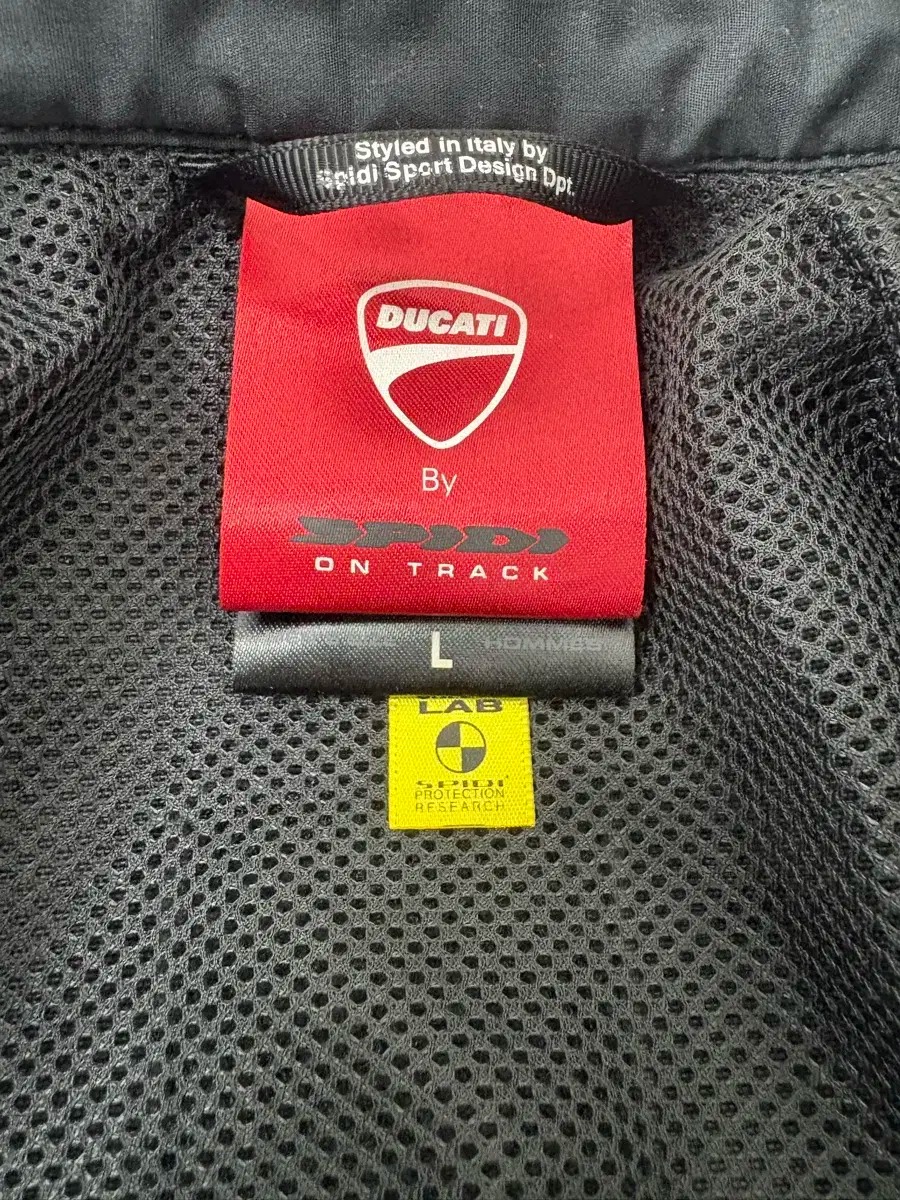 Styled in Italy by
Spidi Sport Design Dpt.
DUCATI
By
SPIDI
ON TRACK
L
HOMMES
LAB
SPIDI
PROTECTION
RESEARCH